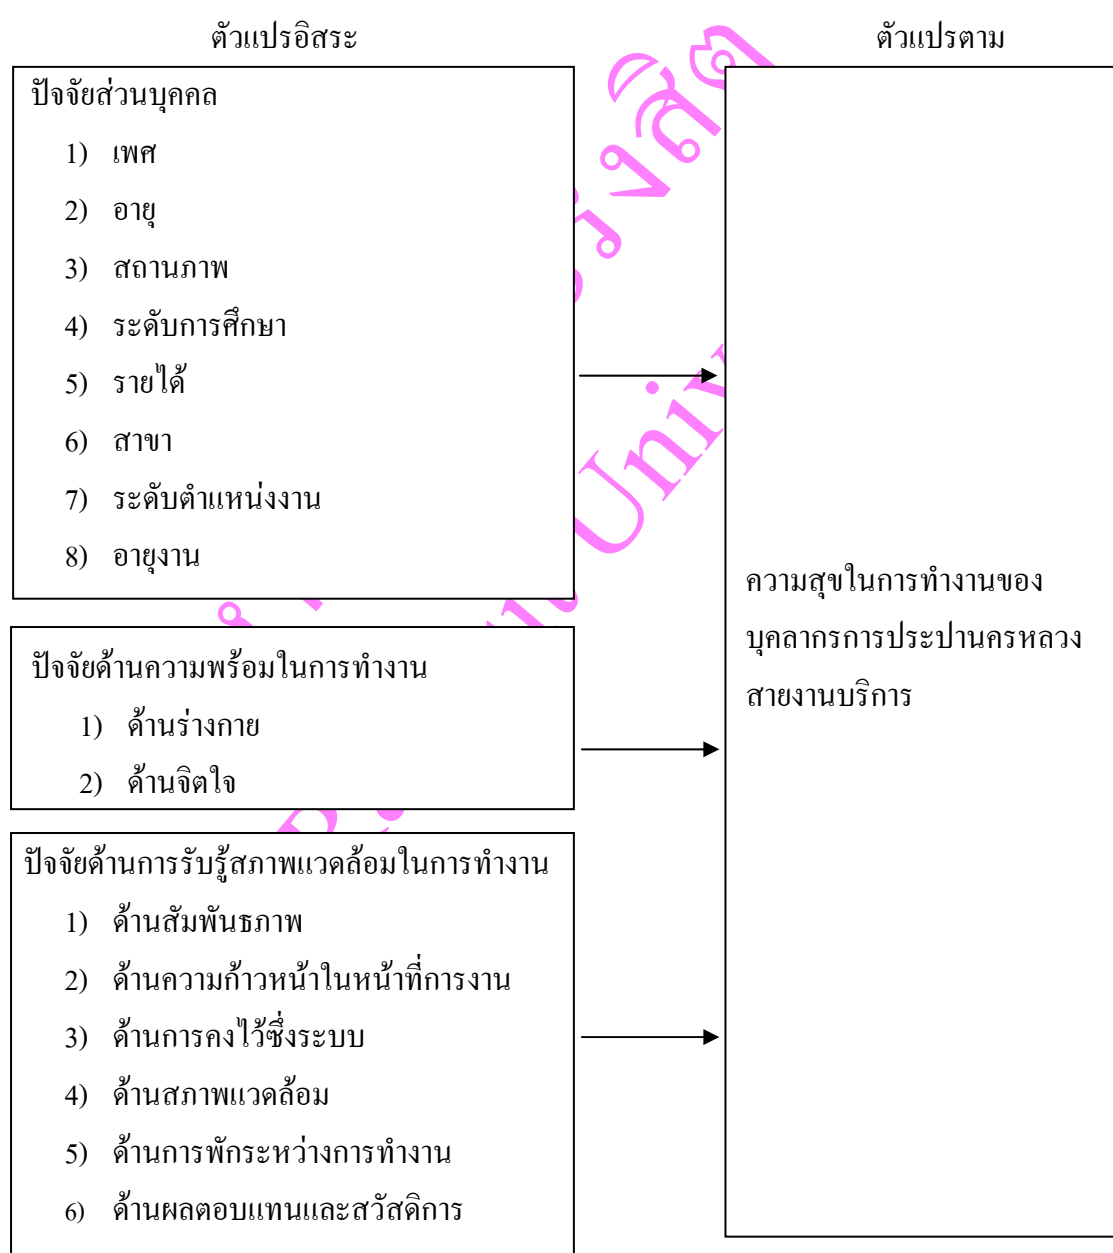 ตัวแปรอิสระ
ตัวแปรตาม
ปัจจัยส่วนบุคคล
1) เพศ
2) อายุ
3) สถานภาพ
4) ระดับการศึกษา
5) รายได้
6) สาขา
7) ระดับตำแหน่งงาน
8) อายุงาน
ปัจจัยด้านความพร้อมในการทำงาน
1) ด้านร่างกาย
2) ด้านจิตใจ
ปัจจัยด้านการรับรู้สภาพแวดล้อมในการทำงาน
1) ด้านสัมพันธภาพ
2) ด้านความก้าวหน้าในหน้าที่การงาน
3) ด้านการคงไว้ซึ่งระบบ
4) ด้านสภาพแวดล้อม
5) ด้านการพักระหว่างการทำงาน
6) ด้านผลตอบแทนและสวัสดิการ
ความสุขในการทำงานของ
บุคลากรการประปานครหลวง
สายงานบริการ